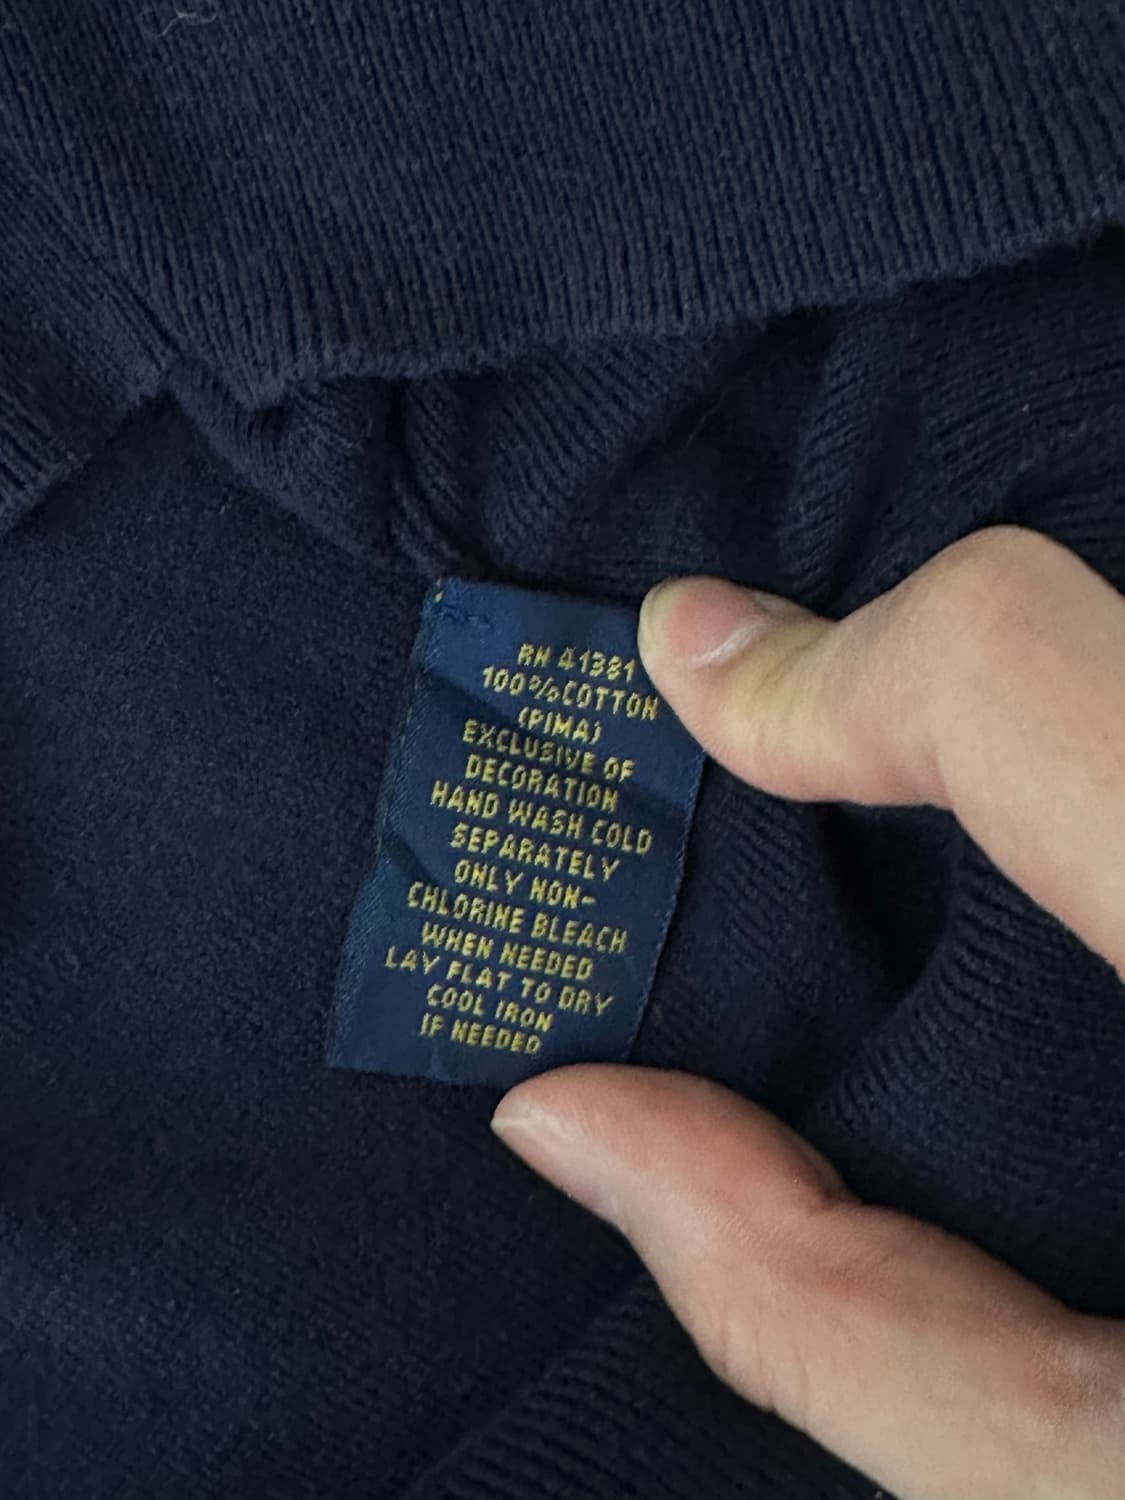 RN 41381
100% COTTON
(PIMA)
EXCLUSIVE OF
DECORATION
HAND WASH COLD
SEPARATELY
ONLY NON-
CHLORINE BLEACH
WHEN NEEDED
LAY FLAT TO DRY
COOL IRON
IF NEEDED